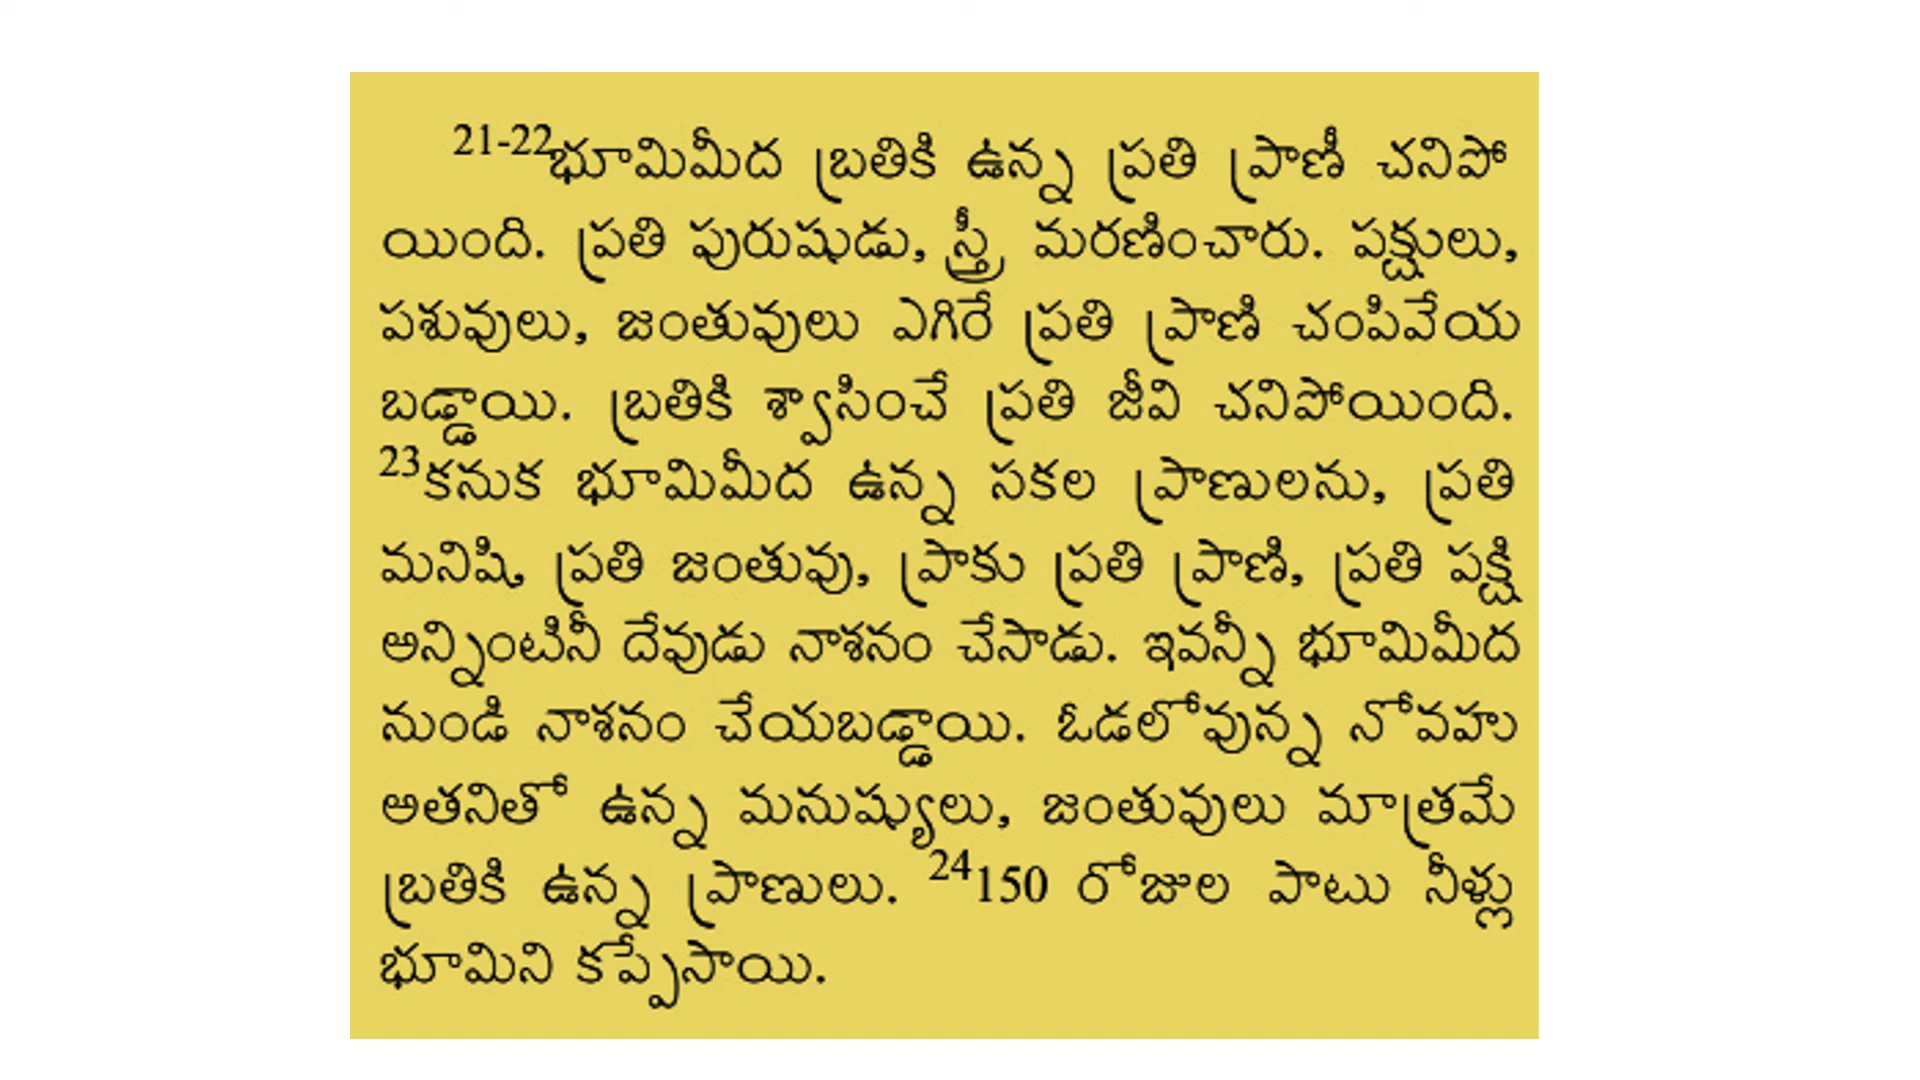 21-22భూమిమీద బ్రతికి ఉన్న ప్రతి ప్రాణీ చనిపో
యింది. ప్రతి పురుషుడు, స్త్రీ మరణించారు. పక్షులు,
పశువులు, జంతువులు ఎగిరే ప్రతి ప్రాణి చంపివేయ
బడ్డాయి. బ్రతికి శ్వాసించే ప్రతి జీవి చనిపోయింది.
23కనుక భూమిమీద ఉన్న సకల ప్రాణులను, ప్రతి
మనిషి, ప్రతి జంతువు, ప్రాకు ప్రతి ప్రాణి, ప్రతి పక్షి
అన్నింటినీ దేవుడు నాశనం చేసాడు. ఇవన్నీ భూమిమీద
నుండి నాశనం చేయబడ్డాయి. ఓడలోవున్న నోవహు
అతనితో ఉన్న మనుష్యులు, జంతువులు మాత్రమే
బ్రతికి ఉన్న ప్రాణులు. 24150 రోజుల పాటు నీళ్లు
భూమిని కప్పేసాయి.